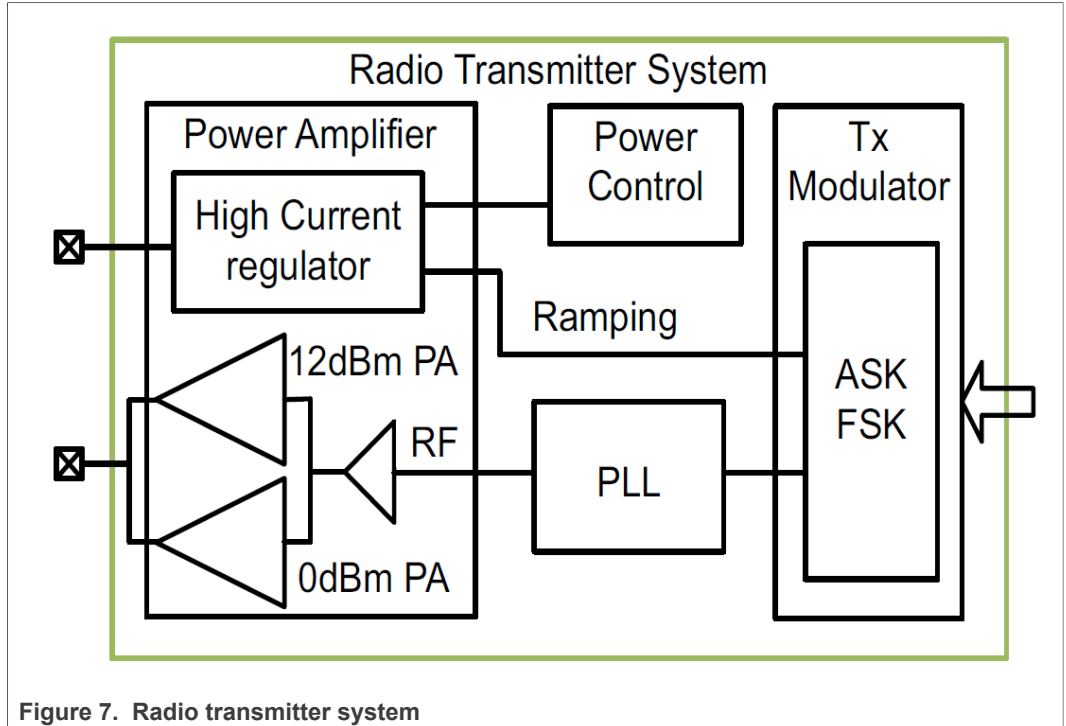 Radio Transmitter System
Power Amplifier
High Current
regulator
Power
Control
Tx
Modulator
Ramping
12dBm PA
ASK
FSK
RF
PLL
0dBm PA
Figure 7. Radio transmitter system